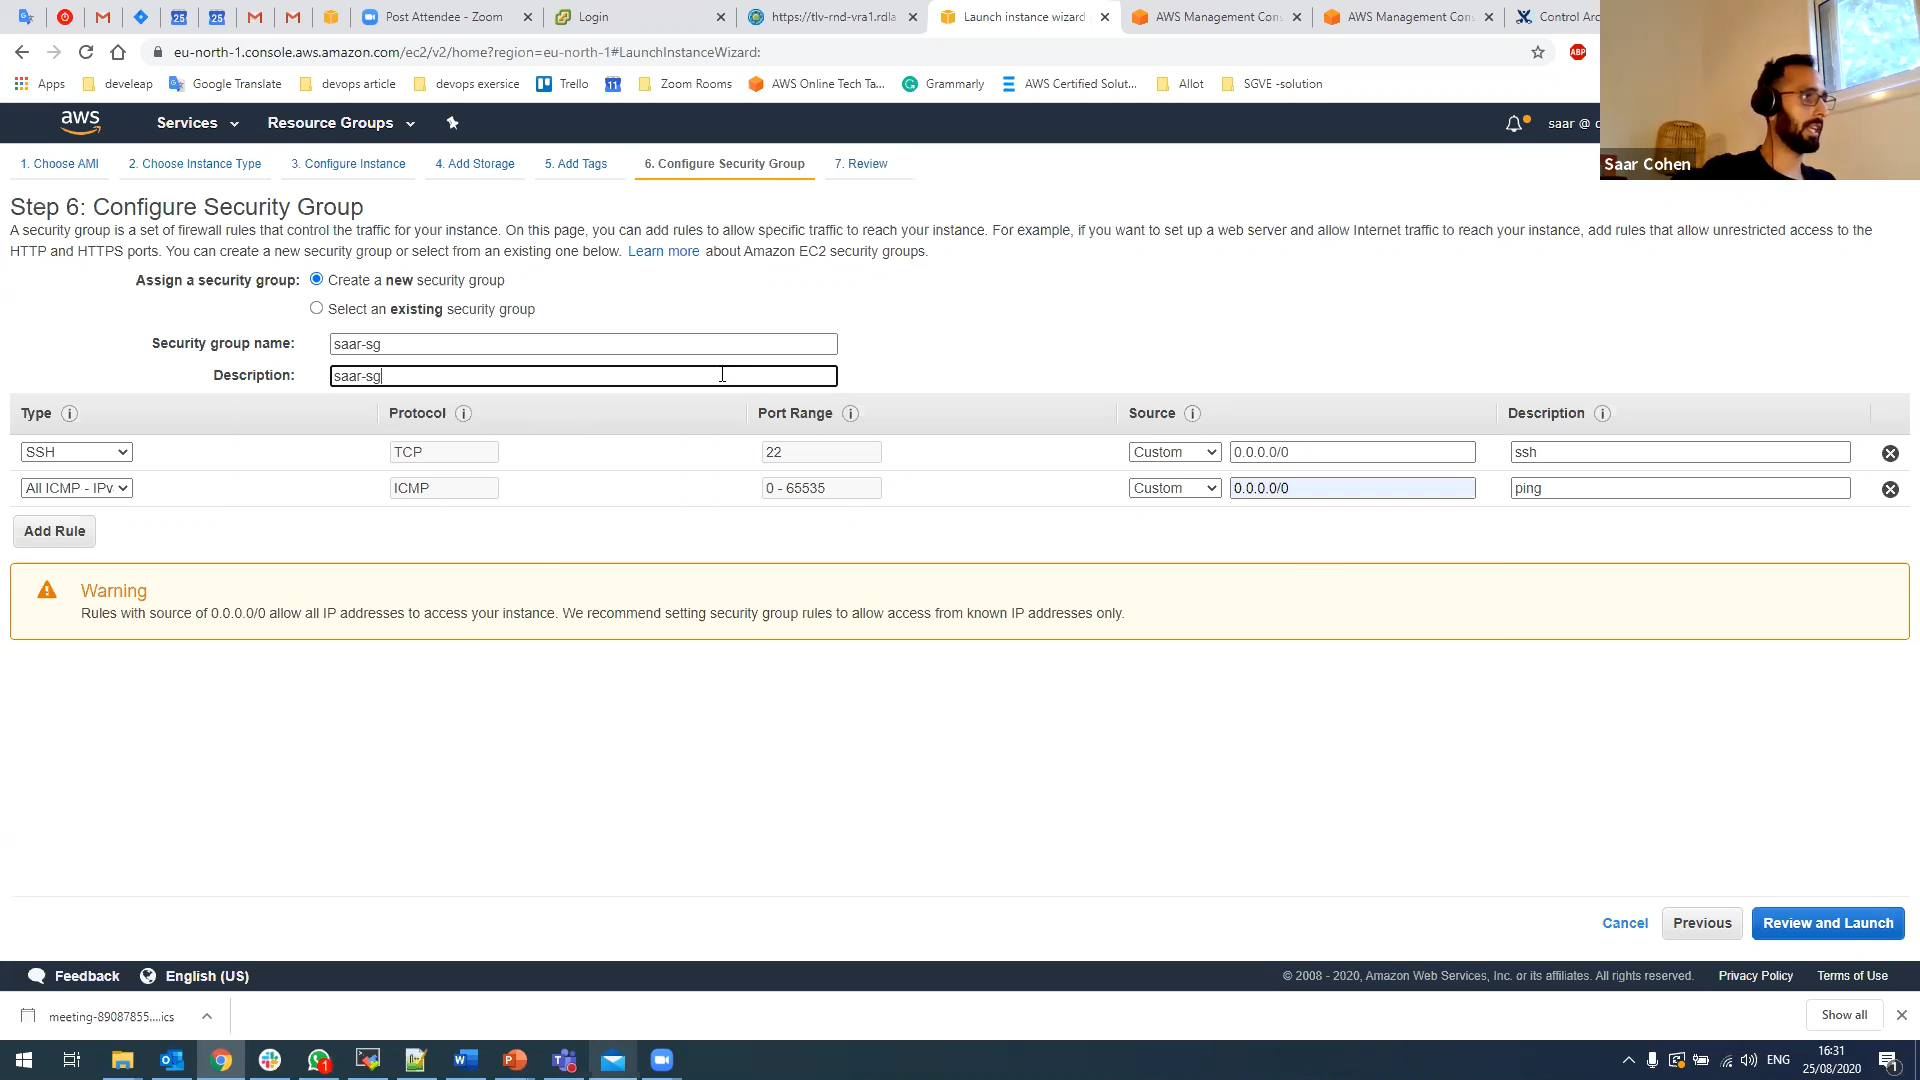 Post Attendee - Zoom
Login
https://tlv-rnd-vra1.rdla
Launch instance wizard
AWS Management Con
AWS Management Con
Control Arc
eu-north-1.console.aws.amazon.com/ec2/v2/home?region=eu-north-1#LaunchInstanceWizard:
ABP
Apps
develeap
Google Translate
devops article
devops exersice
Trello
11
Zoom Rooms
AWS Online Tech Ta...
Grammarly
AWS Certified Solut...
Allot
SGVE -solution
aws
Services
Resource Groups
saar @
Saar Cohen
1. Choose AMI
2. Choose Instance Type
3. Configure Instance
4. Add Storage
5. Add Tags
6. Configure Security Group
7. Review
Step 6: Configure Security Group
A security group is a set of firewall rules that control the traffic for your instance. On this page, you can add rules to allow specific traffic to reach your instance. For example, if you want to set up a web server and allow Internet traffic to reach your instance, add rules that allow unrestricted access to the
HTTP and HTTPS ports. You can create a new security group or select from an existing one below. Learn more about Amazon EC2 security groups.
Assign a security group:
Create a new security group
Select an existing security group
Security group name:
saar-sg
Description:
saar-sg
Type
Protocol
Port Range
Source
Description
SSH
TCP
22
Custom
0.0.0.0/0
ssh
All ICMP - IPv
ICMP
0 - 65535
Custom
0.0.0.0/0
ping
Add Rule
Warning
Rules with source of 0.0.0.0/0 allow all IP addresses to access your instance. We recommend setting security group rules to allow access from known IP addresses only.
Cancel
Previous
Review and Launch
Feedback
English (US)
© 2008 - 2020, Amazon Web Services, Inc. or its affiliates. All rights reserved.
Privacy Policy
Terms of Use
meeting-89087855....ics
Show all
ENG
16:31
25/08/2020